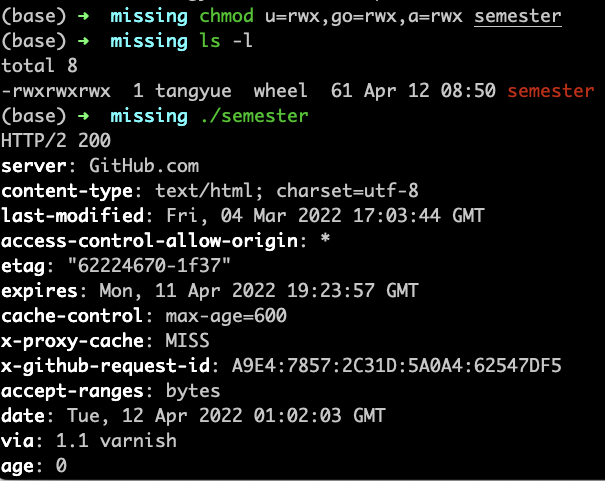 (base) ➜  missing chmod u=rwx,go=rwx,a=rwx semester
(base) ➜  missing ls -l
total 8
-rwxrwxrwx  1 tangyue  wheel  61 Apr 12 08:50 semester
(base) ➜  missing ./semester
HTTP/2 200
server: GitHub.com
content-type: text/html; charset=utf-8
last-modified: Fri, 04 Mar 2022 17:03:44 GMT
access-control-allow-origin: *
etag: "62224670-1f37"
expires: Mon, 11 Apr 2022 19:23:57 GMT
cache-control: max-age=600
x-proxy-cache: MISS
x-github-request-id: A9E4:7857:2C31D:5A0A4:62547DF5
accept-ranges: bytes
date: Tue, 12 Apr 2022 01:02:03 GMT
via: 1.1 varnish
age: 0